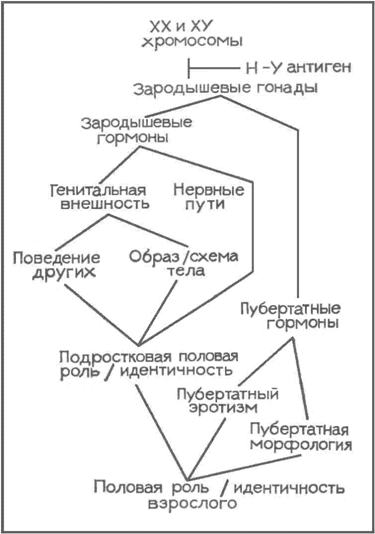 XX и XY
хромосомы
H-Y антиген
Зародышевые гонады
Зародышевые
гормоны
Генитальная
внешность
Нервные
пути
Поведение
других
Образ/схема
тела
Пубертатные
гормоны
Подростковая половая
роль / идентичность
Пубертатный
эротизм
Пубертатная
морфология
Половая роль / идентичность
взрослого